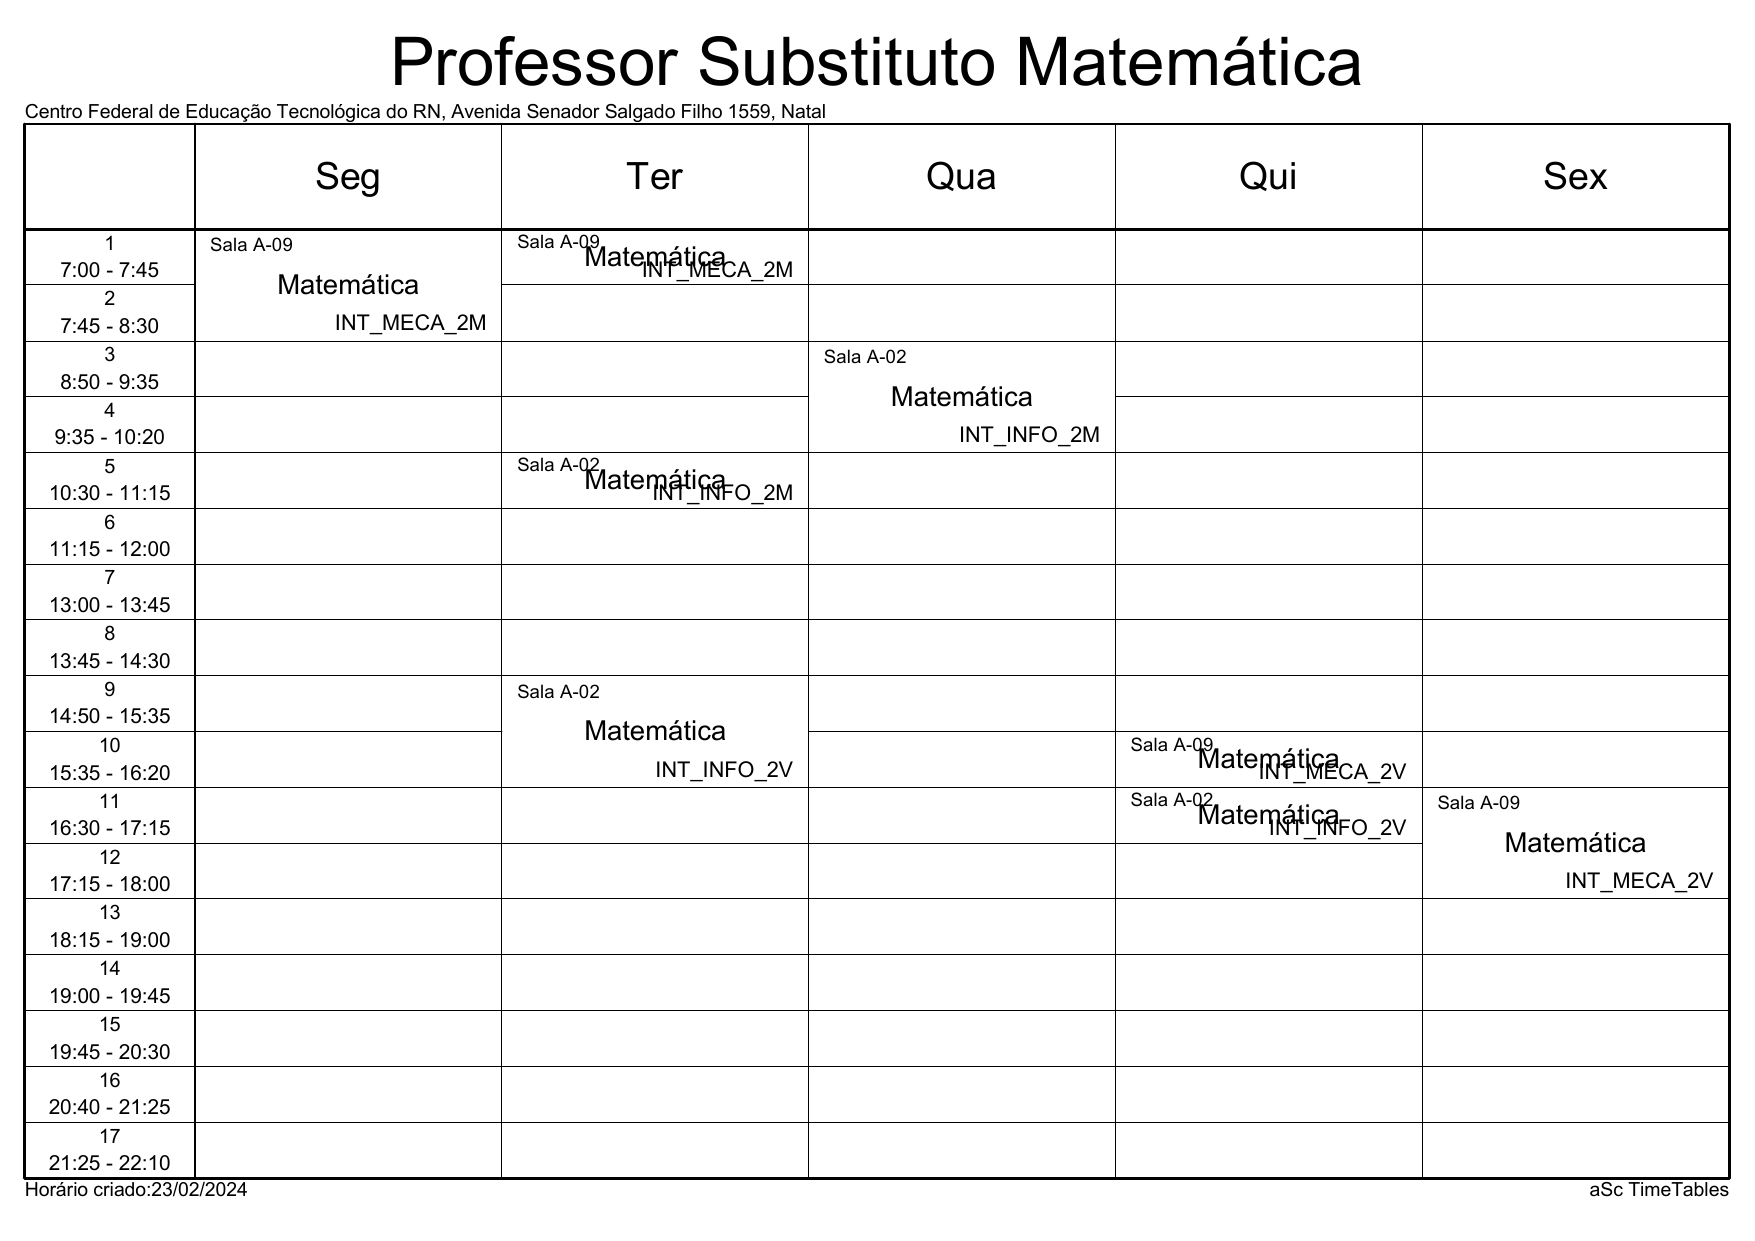 Professor Substituto Matemática
Centro Federal de Educação Tecnológica do RN, Avenida Senador Salgado Filho 1559, Natal
Seg Ter Qua Qui Sex
1
7:00 - 7:45
Sala A-09
Matemática
INT_MECA_2M
Sala A-09
Matemática
INT_MECA_2M
2
7:45 - 8:30
3
8:50 - 9:35
Sala A-02
Matemática
INT_INFO_2M
4
9:35 - 10:20
5
10:30 - 11:15
Sala A-02
Matemática
INT_INFO_2M
6
11:15 - 12:00
7
13:00 - 13:45
8
13:45 - 14:30
9
14:50 - 15:35
Sala A-02
Matemática
INT_INFO_2V
10
15:35 - 16:20
Sala A-09
Matemática
INT_MECA_2V
11
16:30 - 17:15
Sala A-02
Matemática
INT_INFO_2V
Sala A-09
Matemática
INT_MECA_2V
12
17:15 - 18:00
13
18:15 - 19:00
14
19:00 - 19:45
15
19:45 - 20:30
16
20:40 - 21:25
17
21:25 - 22:10
Horário criado:23/02/2024
aSc TimeTables